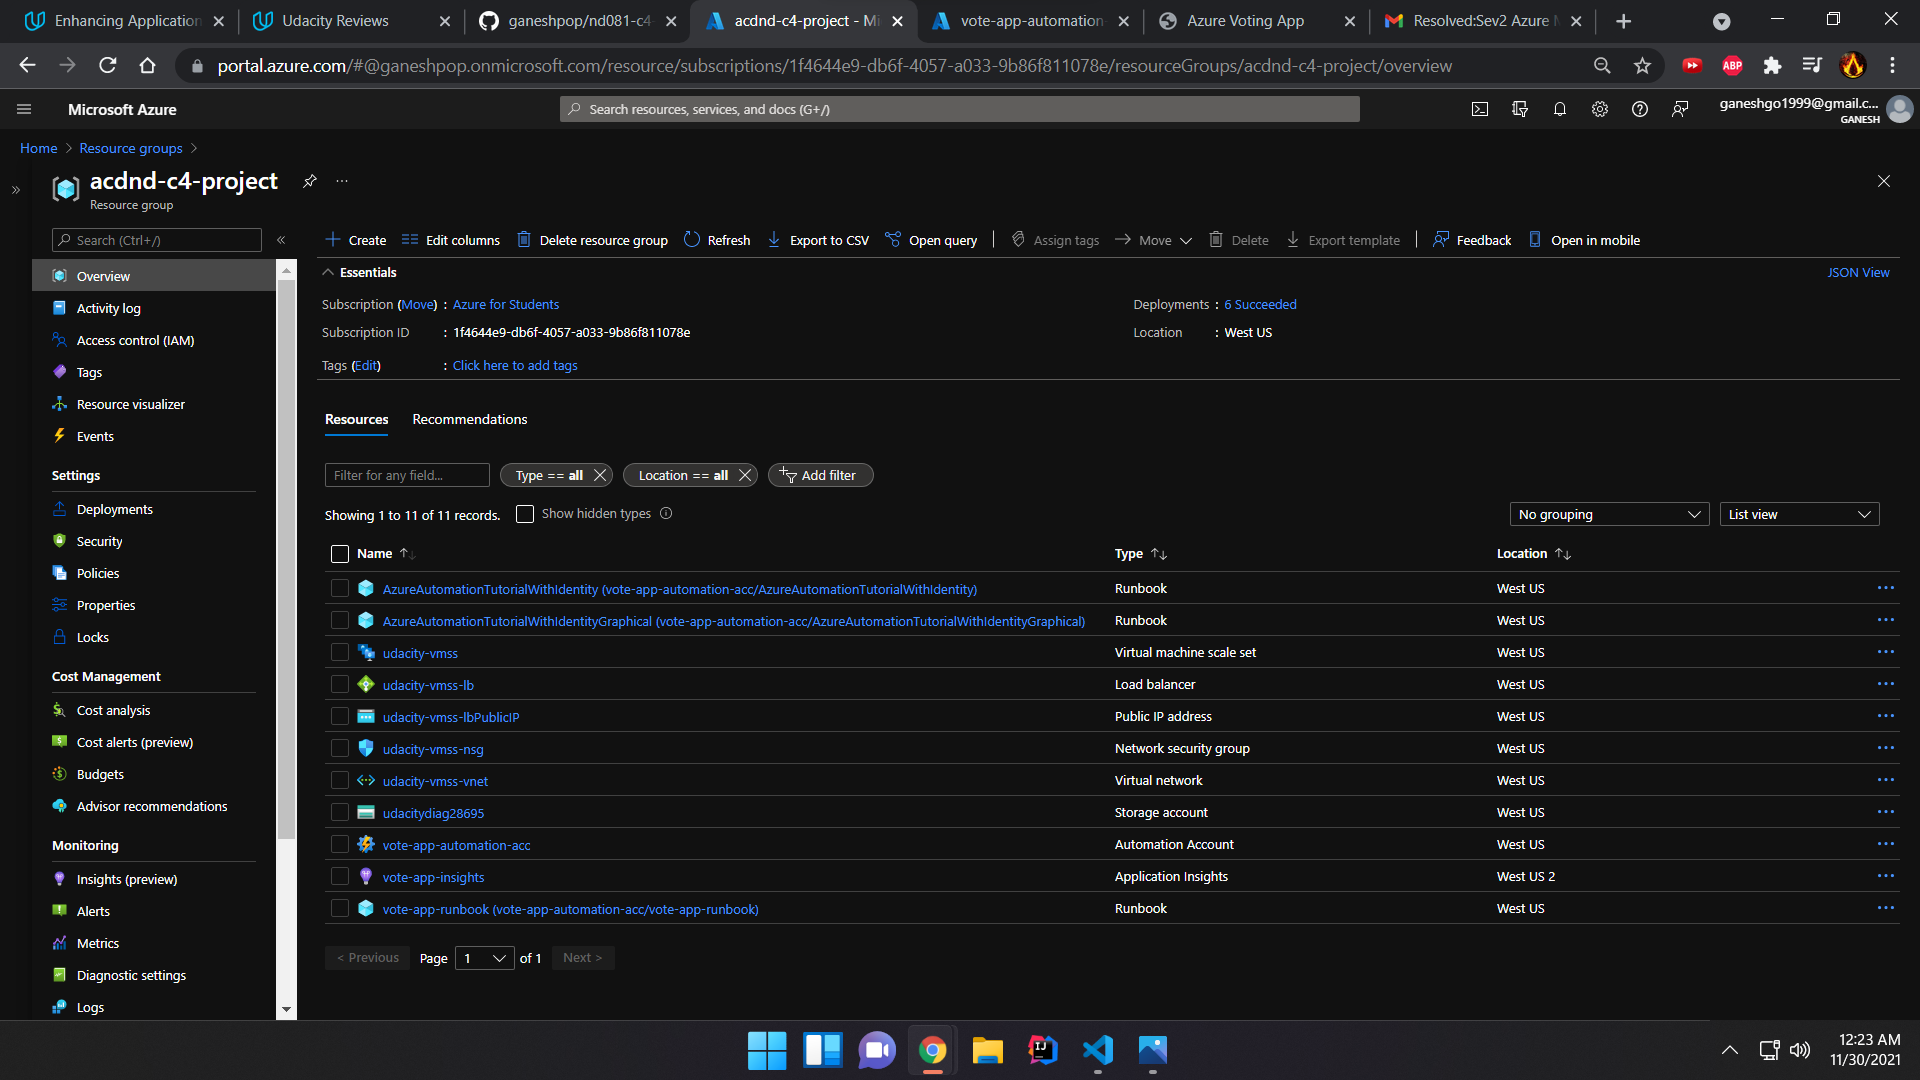 Enhancing Application
Udacity Reviews
ganeshpop/nd081-c4-
acdnd-c4-project - Mi
vote-app-automation-
Azure Voting App
Resolved:Sev2 Azure M
portal.azure.com/#@ganeshpop.onmicrosoft.com/resource/subscriptions/1f4644e9-db6f-4057-a033-9b86f811078e/resourceGroups/acdnd-c4-project/overview
ABP
Microsoft Azure
Search resources, services, and docs (G+/)
ganeshgo1999@gmail.c...
GANESH
Home > Resource groups >
acdnd-c4-project
Resource group
Search (Ctrl+/)
Create
Edit columns
Delete resource group
Refresh
Export to CSV
Open query
Assign tags
Move
Delete
Export template
Feedback
Open in mobile
Overview
Activity log
Access control (IAM)
Tags
Resource visualizer
Events
Settings
Deployments
Security
Policies
Properties
Locks
Cost Management
Cost analysis
Cost alerts (preview)
Budgets
Advisor recommendations
Monitoring
Insights (preview)
Alerts
Metrics
Diagnostic settings
Logs
Essentials
JSON View
Subscription (Move) : Azure for Students
Deployments : 6 Succeeded
Subscription ID : 1f4644e9-db6f-4057-a033-9b86f811078e
Location : West US
Tags (Edit) : Click here to add tags
Resources
Recommendations
Filter for any field...
Type == all
Location == all
Add filter
Showing 1 to 11 of 11 records.
Show hidden types
No grouping
List view
Name Type Location
AzureAutomationTutorialWithIdentity (vote-app-automation-acc/AzureAutomationTutorialWithIdentity) Runbook West US
AzureAutomationTutorialWithIdentityGraphical (vote-app-automation-acc/AzureAutomationTutorialWithIdentityGraphical) Runbook West US
udacity-vmss Virtual machine scale set West US
udacity-vmss-lb Load balancer West US
udacity-vmss-lbPublicIP Public IP address West US
udacity-vmss-nsg Network security group West US
udacity-vmss-vnet Virtual network West US
udacitydiag28695 Storage account West US
vote-app-automation-acc Automation Account West US
vote-app-insights Application Insights West US 2
vote-app-runbook (vote-app-automation-acc/vote-app-runbook) Runbook West US
< Previous Page 1 of 1 Next >
12:23 AM
11/30/2021